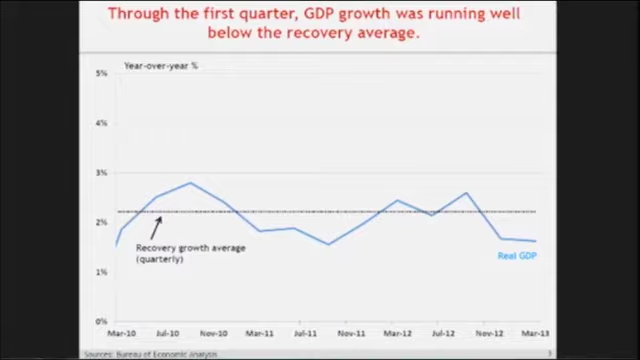 Through the first quarter, GDP growth was running well
below the recovery average.
Year-over-year %
5%
4%
3%
2%
1%
0%
Recovery growth average
(quarterly)
Real GDP
Mar-10 Jul-10 Nov-10 Mar-11 Jul-11 Nov-11 Mar-12 Jul-12 Nov-12 Mar-13
Sources: Bureau of Economic Analysis